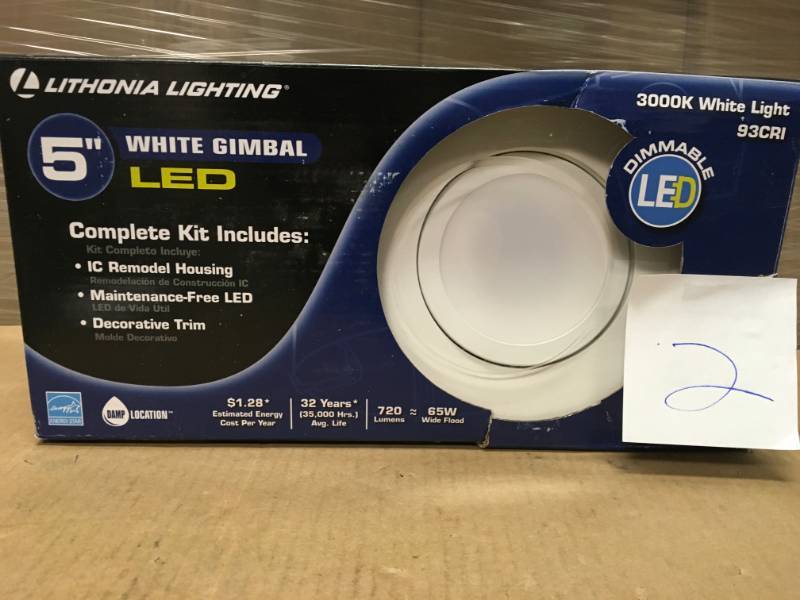 LITHONIA LIGHTING®
5"
WHITE GIMBAL
LED
Complete Kit Includes:
Kit Completo Incluye:
• IC Remodel Housing
Remodelación de Construcción IC
• Maintenance-Free LED
LED de Vida Util
• Decorative Trim
Molde Decorativo
3000K White Light
93CRI
DIMMABLE
LED
2
ENERGY STAR
DAMP LOCATION™
$1.28*
Estimated Energy
Cost Per Year
32 Years*
(35,000 Hrs.)
Avg. Life
720 ≈ 65W
Lumens Wide Flood